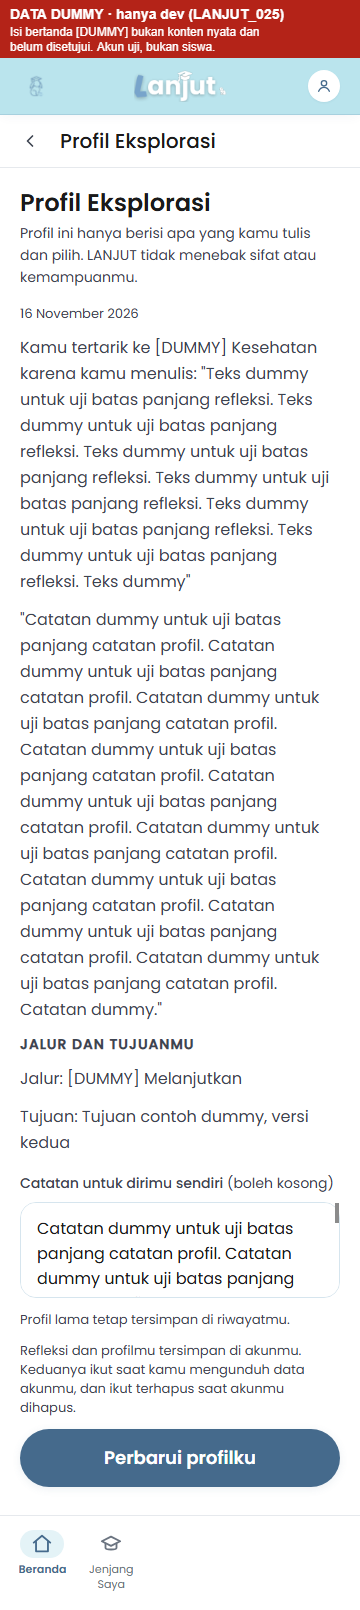 DATA DUMMY - hanya dev (LANJUT_025)
Isi bertanda [DUMMY] bukan konten nyata dan
belum disetujui. Akun uji, bukan siswa.
Lanjut
Profil Eksplorasi
Profil Eksplorasi
Profil ini hanya berisi apa yang kamu tulis
dan pilih. LANJUT tidak menebak sifat atau
kemampuanmu.
16 November 2026
Kamu tertarik ke [DUMMY] Kesehatan
karena kamu menulis: "Teks dummy
untuk uji batas panjang refleksi. Teks
dummy untuk uji batas panjang
refleksi. Teks dummy untuk uji batas
panjang refleksi. Teks dummy untuk uji
batas panjang refleksi. Teks dummy
untuk uji batas panjang refleksi. Teks
dummy untuk uji batas panjang
refleksi. Teks dummy"
"Catatan dummy untuk uji batas
panjang catatan profil. Catatan
dummy untuk uji batas panjang
catatan profil. Catatan dummy untuk
uji batas panjang catatan profil.
Catatan dummy untuk uji batas
panjang catatan profil. Catatan
dummy untuk uji batas panjang
catatan profil. Catatan dummy untuk
uji batas panjang catatan profil.
Catatan dummy untuk uji batas
panjang catatan profil. Catatan
dummy untuk uji batas panjang
catatan profil. Catatan dummy untuk
uji batas panjang catatan profil.
Catatan dummy."
JALUR DAN TUJUANMU
Jalur: [DUMMY] Melanjutkan
Tujuan: Tujuan contoh dummy, versi
kedua
Catatan untuk dirimu sendiri (boleh kosong)
Catatan dummy untuk uji batas
panjang catatan profil. Catatan
dummy untuk uji batas panjang
Profil lama tetap tersimpan di riwayatmu.
Refleksi dan profilmu tersimpan di akunmu.
Keduanya ikut saat kamu mengunduh data
akunmu, dan ikut terhapus saat akunmu
dihapus.
Perbarui profilku
Beranda
Jenjang
Saya